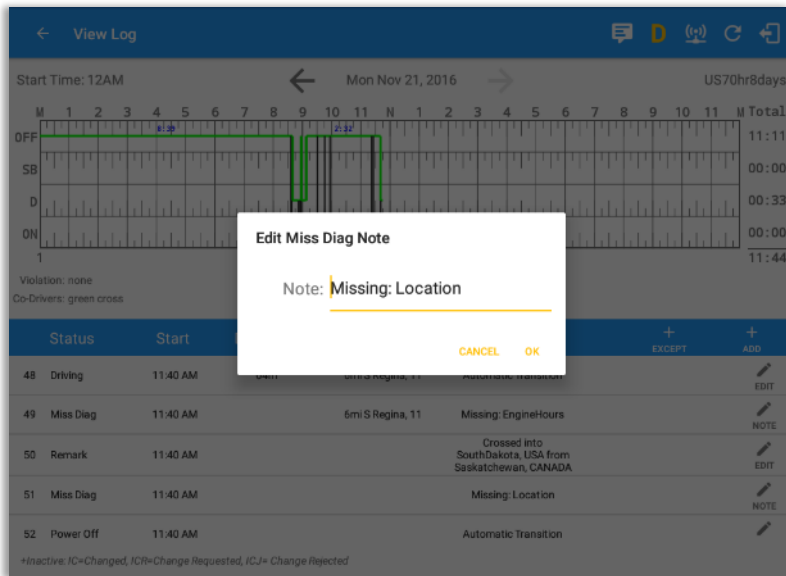 View Log
D
Start Time: 12AM
Mon Nov 21, 2016
US70hr8days
M 1 2 3 4 5 6 7 8 9 10 11 N 1 2 3 4 5 6 7 8 9 10 11 M Total
OFF 11:11
SB 00:00
D 00:33
ON 00:00
1 11:44
Violation: none
Co-Drivers: green cross
Edit Miss Diag Note
Note: Missing: Location
CANCEL OK
Status Start
EXCEPT ADD
48 Driving 11:40 AM 04m 6mi S Regina, 11 Automatic Transition EDIT
49 Miss Diag 11:40 AM 6mi S Regina, 11 Missing: EngineHours NOTE
50 Remark 11:40 AM Crossed into
SouthDakota, USA from
Saskatchewan, CANADA EDIT
51 Miss Diag 11:40 AM Missing: Location NOTE
52 Power Off 11:40 AM Automatic Transition
+Inactive: IC=Changed, ICR=Change Requested, ICJ= Change Rejected